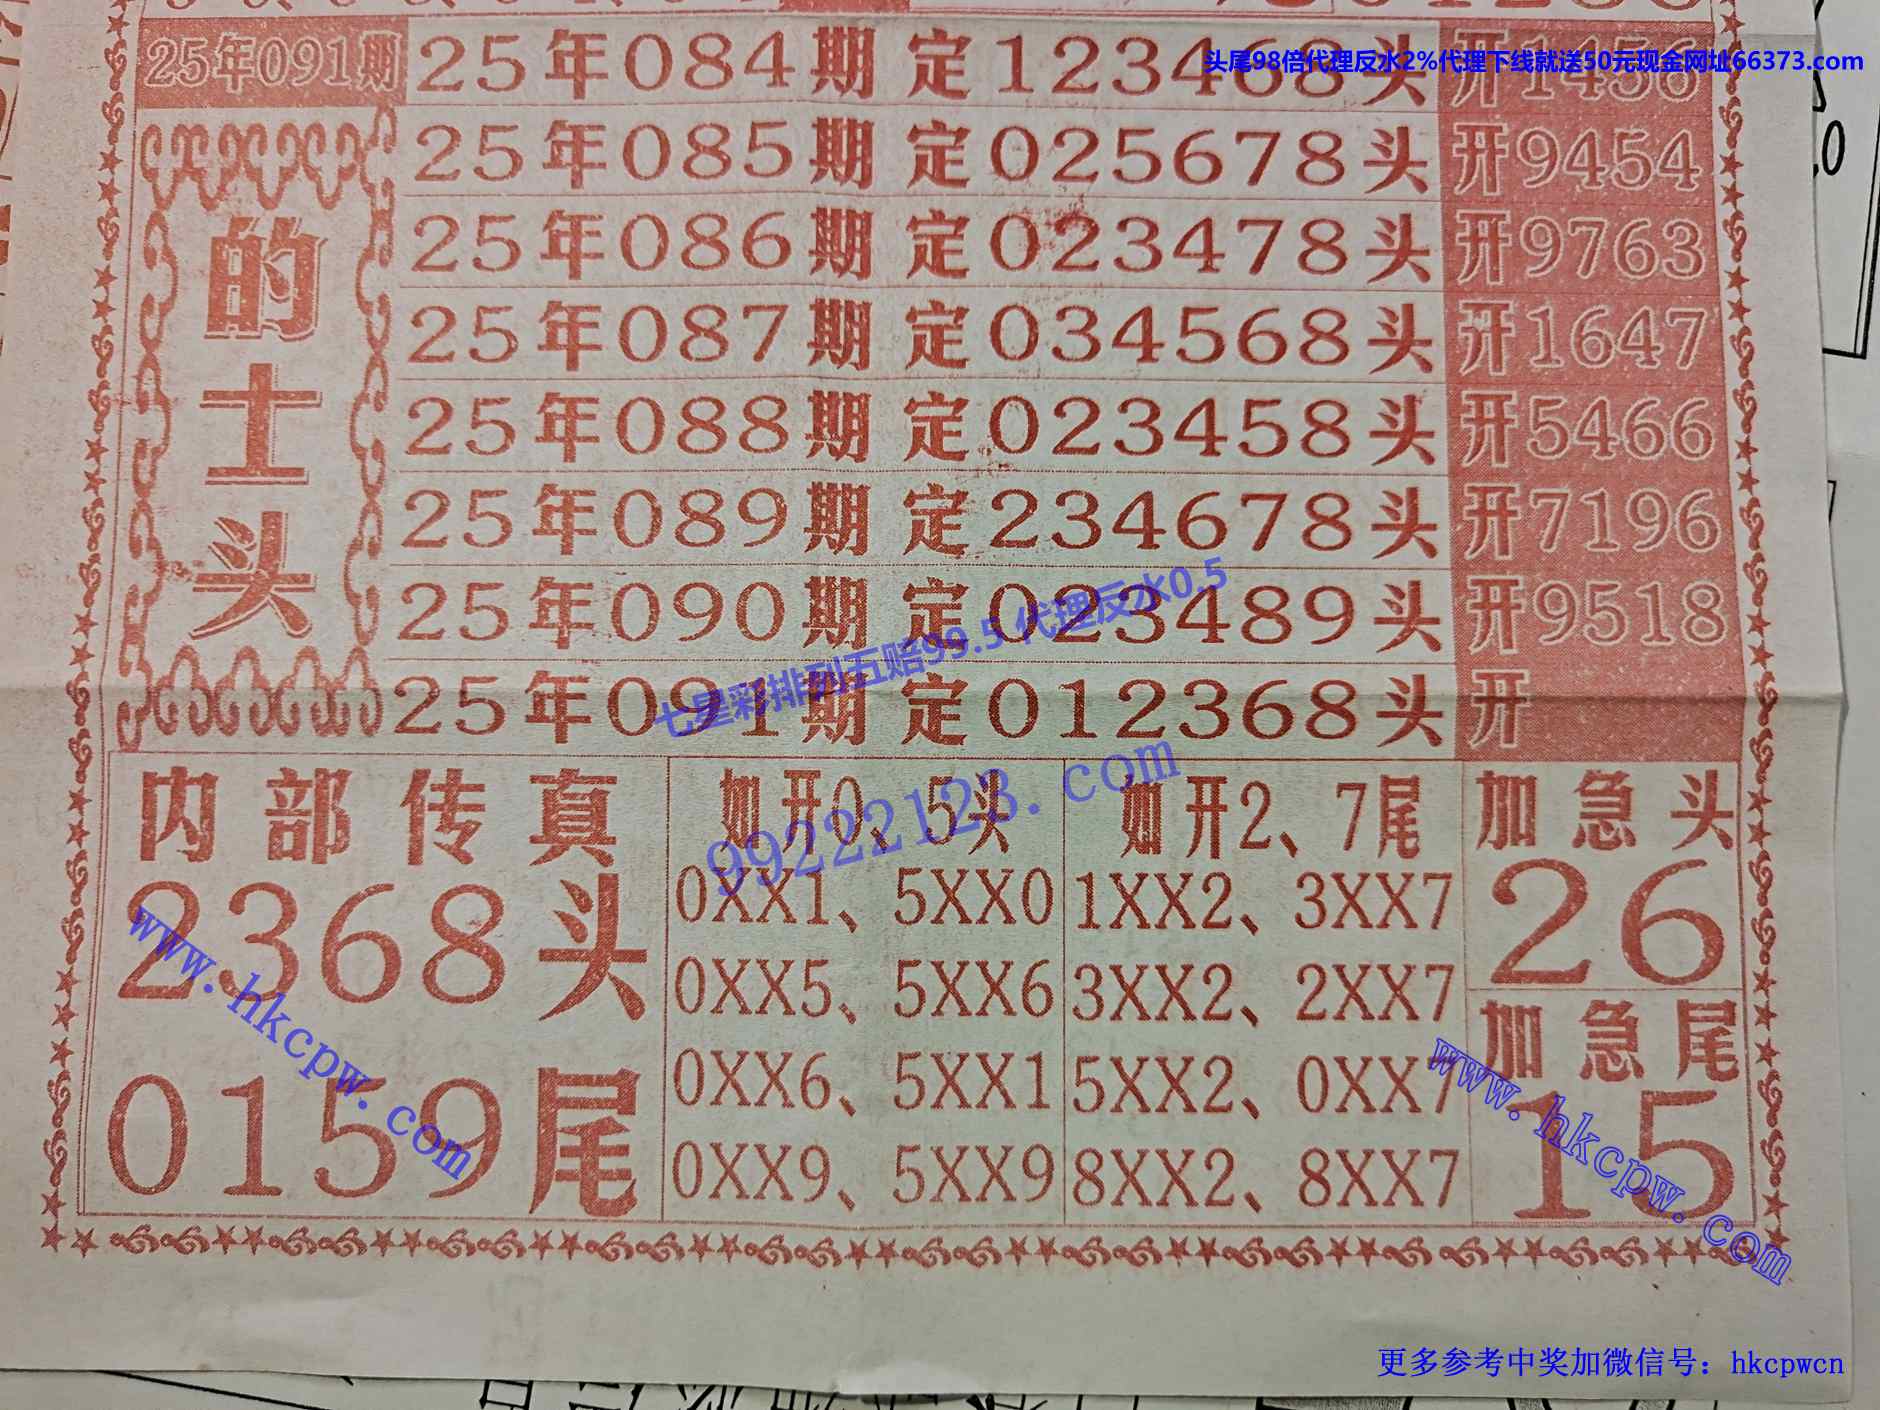 头尾98倍代理反水2%代理下线就送50元现金网址66373.com
25年091期
的士头
25年084期 定123468头 开1456
25年085期 定025678头 开9454
25年086期 定023478头 开9763
25年087期 定034568头 开1647
25年088期 定023458头 开5466
25年089期 定234678头 开7196
25年090期 定023489头 开9518
25年091期 定012368头 开
七星彩排列五赔99.5 代理反水0.5
99222123.com
内部传真
2368头
0159尾
如开0、5头
0XX1、5XX0
0XX5、5XX6
0XX6、5XX1
0XX9、5XX9
如开2、7尾
1XX2、3XX7
3XX2、2XX7
5XX2、0XX7
8XX2、8XX7
加急头
26
加急尾
15
www.hkcpw.com
www.hkcpw.com
更多参考中奖加微信号：hkcpwcn